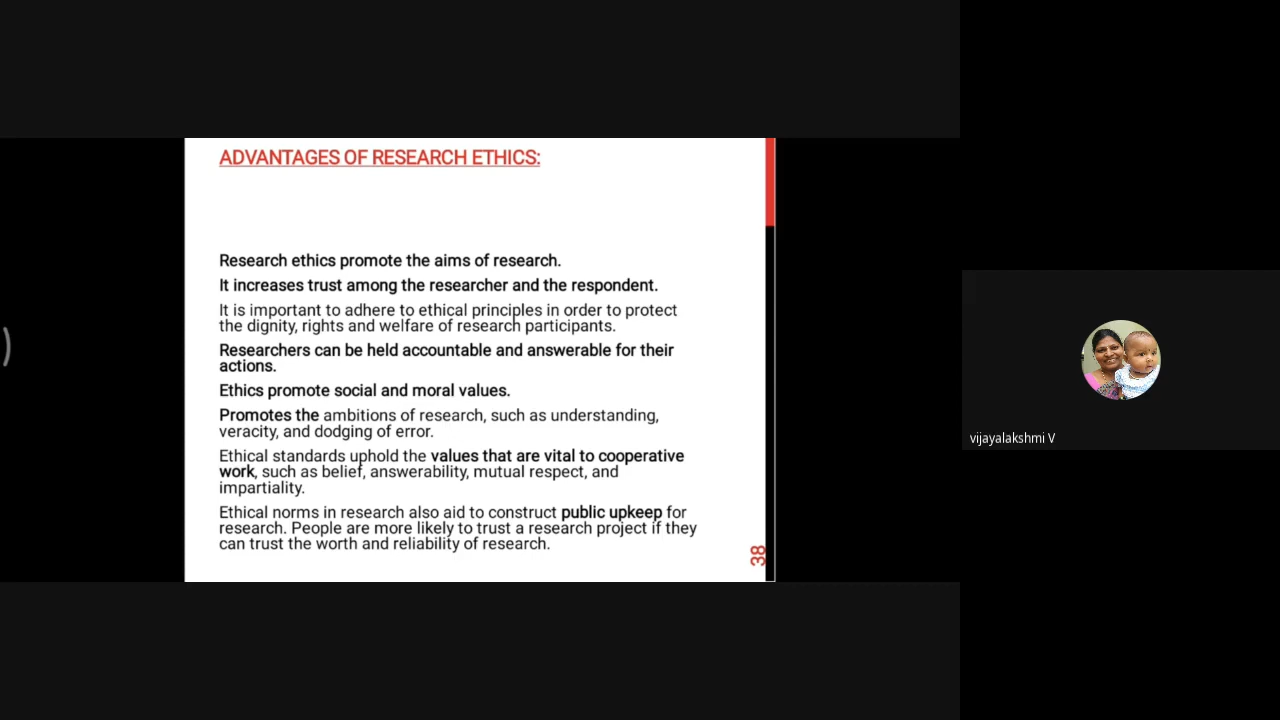 ADVANTAGES OF RESEARCH ETHICS:
Research ethics promote the aims of research.
It increases trust among the researcher and the respondent.
It is important to adhere to ethical principles in order to protect
the dignity, rights and welfare of research participants.
Researchers can be held accountable and answerable for their
actions.
Ethics promote social and moral values.
Promotes the ambitions of research, such as understanding,
veracity, and dodging of error.
Ethical standards uphold the values that are vital to cooperative
work, such as belief, answerability, mutual respect, and
impartiality.
Ethical norms in research also aid to construct public upkeep for
research. People are more likely to trust a research project if they
can trust the worth and reliability of research.
38
vijayalakshmi V